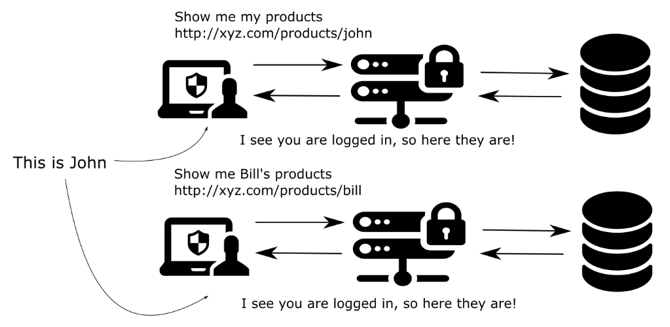 Show me my products
http://xyz.com/products/john
I see you are logged in, so here they are!
This is John
Show me Bill's products
http://xyz.com/products/bill
I see you are logged in, so here they are!